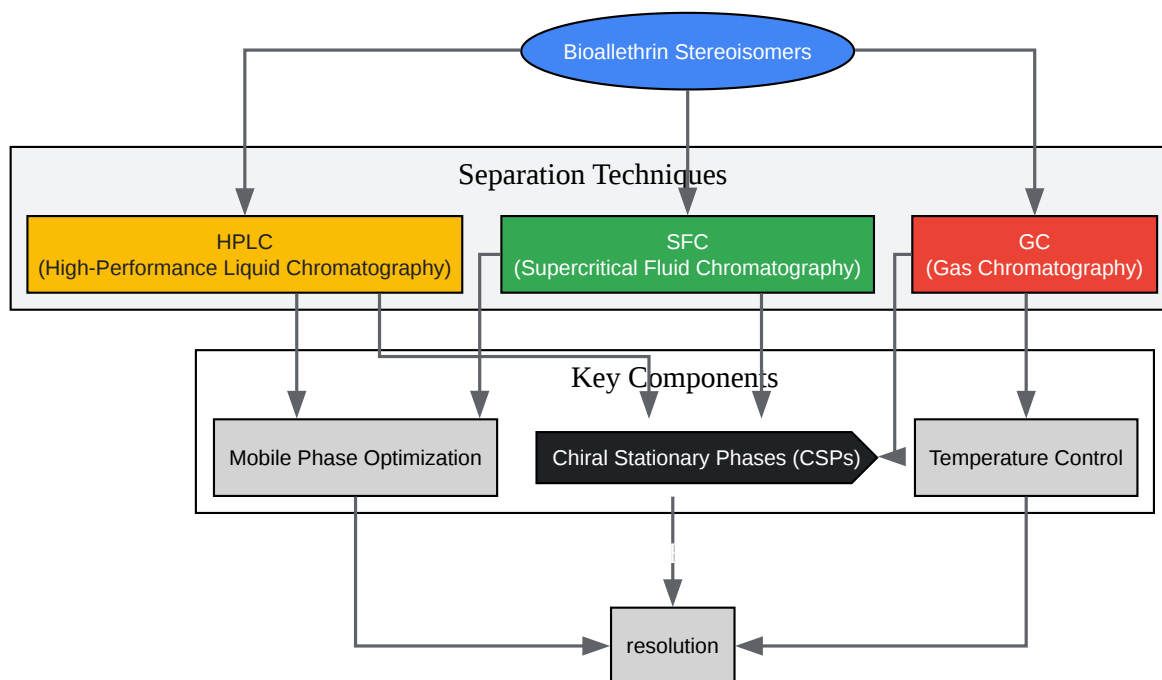 Bioallethrin Stereoisomers
Separation Techniques
HPLC
(High-Performance Liquid Chromatography)
SFC
(Supercritical Fluid Chromatography)
GC
(Gas Chromatography)
Key Components
Mobile Phase Optimization
Chiral Stationary Phases (CSPs)
Temperature Control
resolution